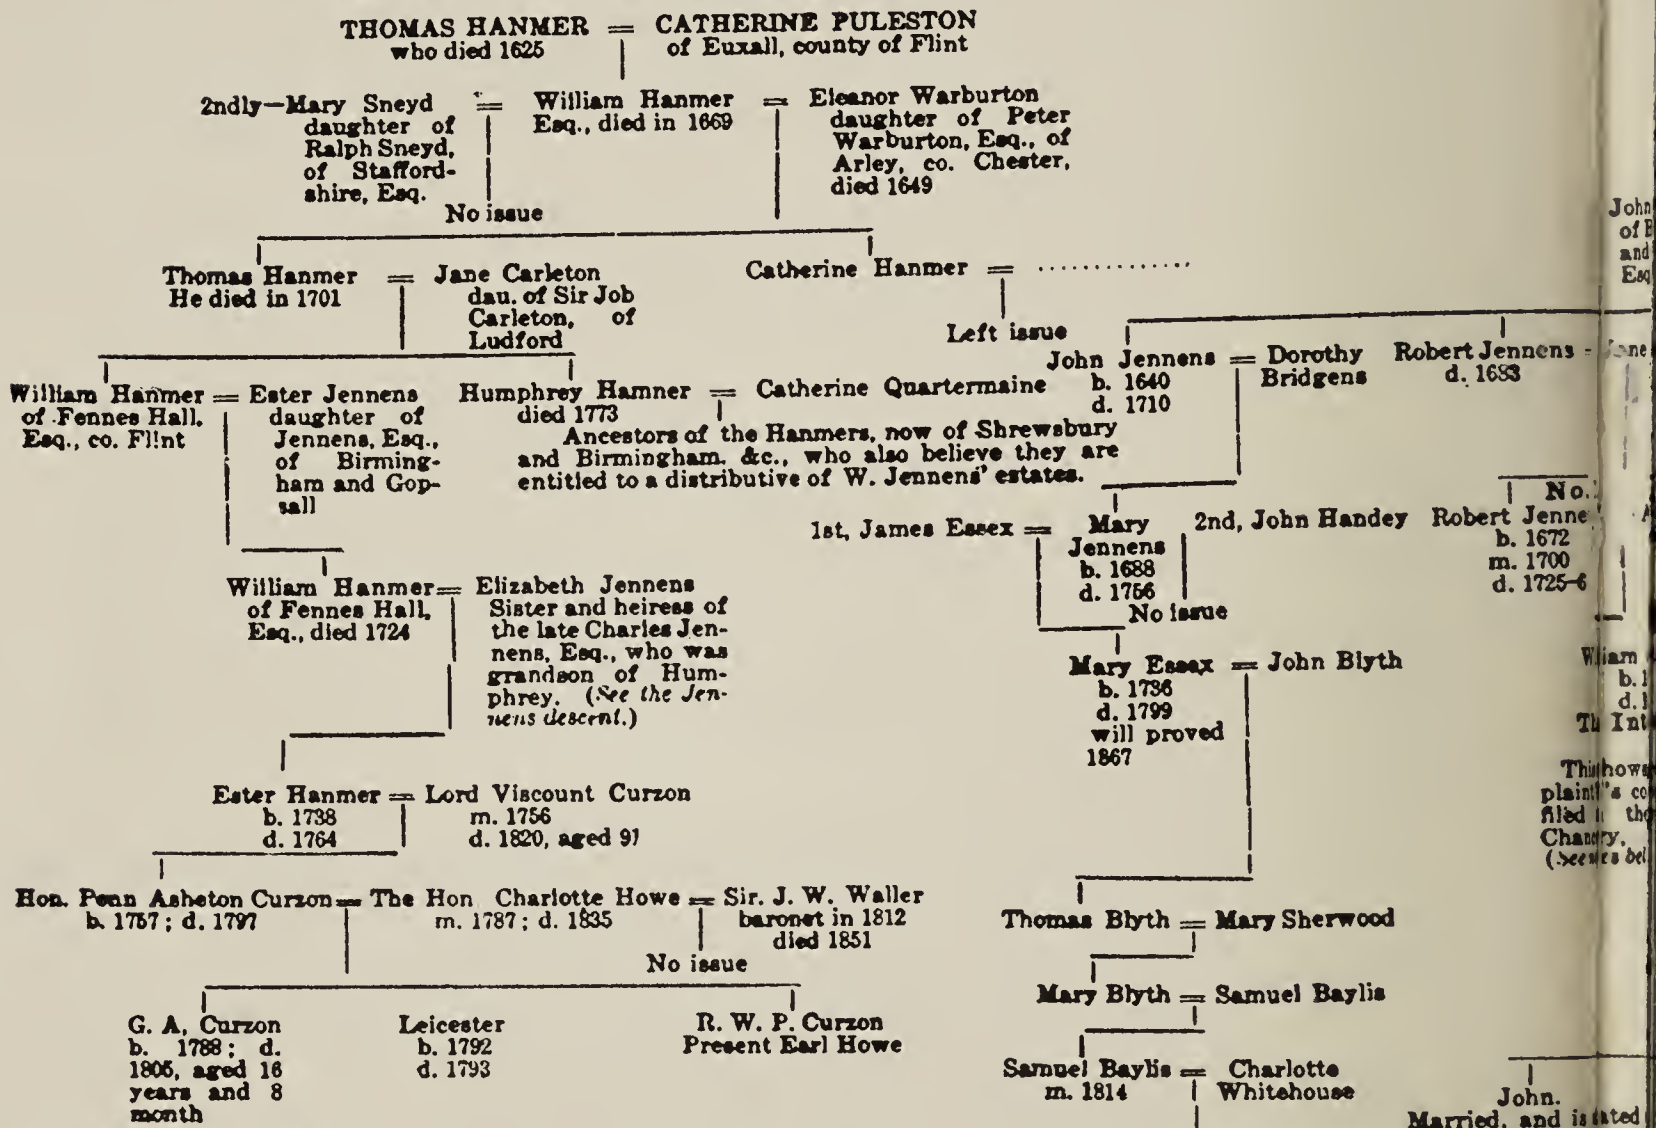 THOMAS HANMER = CATHERINE PULESTON
who died 1625
of Euxall, county of Flint
2ndly—Mary Sneyd
daughter of
Ralph Sneyd,
of Stafford-
shire, Esq.
=
William Hanmer
Esq., died in 1669
=
Eleanor Warburton
daughter of Peter
Warburton, Esq., of
Arley, co. Chester,
died 1649
No issue
Thomas Hanmer
He died in 1701
=
Jane Carleton
dau. of Sir Job
Carleton, of
Ludford
Catherine Hanmer = ..............
Left issue
William Hanmer
of Fennes Hall.
Esq., co. Flint
=
Ester Jennens
daughter of
Jennens, Esq.,
of Birming-
ham and Gop-
sall
Humphrey Hamner = Catherine Quartermaine
died 1773
Ancestors of the Hanmers, now of Shrewsbury
and Birmingham. &c., who also believe they are
entitled to a distributive of W. Jennens' estates.
William Hanmer
of Fennes Hall,
Esq., died 1724
=
Elizabeth Jennens
Sister and heiress of
the late Charles Jen-
nens, Esq., who was
grandson of Hum-
phrey. (See the Jen-
nens descent.)
Ester Hanmer
b. 1738
d. 1764
=
Lord Viscount Curzon
m. 1756
d. 1820, aged 91
Hon. Penn Asheton Curzon
b. 1757; d. 1797
=
The Hon Charlotte Howe
m. 1787; d. 1835
=
Sir. J. W. Waller
baronet in 1812
died 1851
No issue
G. A, Curzon
b. 1788; d.
1805, aged 16
years and 8
month
Leicester
b. 1792
d. 1793
R. W. P. Curzon
Present Earl Howe
John
of
and
Esq
John Jennens
b. 1640
d. 1710
=
Dorothy
Bridgens
Robert Jennens
d. 1683
1st, James Essex =
Mary
Jennens
b. 1688
d. 1756
2nd, John Handey
No issue
No.
Robert Jenne
b. 1672
m. 1700
d. 1725-6
Mary Essex = John Blyth
b. 1736
d. 1799
will proved
1867
b.
d.
Int
filed
Thomas Blyth = Mary Sherwood
Mary Blyth = Samuel Baylis
Samuel Baylis
m. 1814
=
Charlotte
Whitehouse
John.
Married, and is